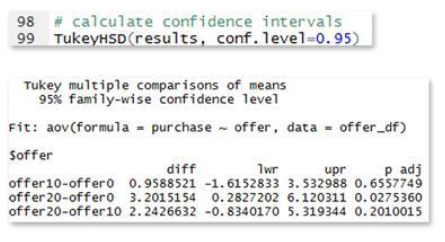 98 # calculate confidence intervals
99 TukeyHSD(results, conf.level=0.95)
Tukey multiple comparisons of means
95% family-wise confidence level
Fit: aov(formula = purchase ~ offer, data = offer_df)
$offer
diff lwr upr p adj
offer10-offer0 0.9588521 -1.6152833 3.532988 0.6557749
offer20-offer0 3.2015154 0.2827202 6.120311 0.0275360
offer20-offer10 2.2426632 -0.8340170 5.319344 0.2010015